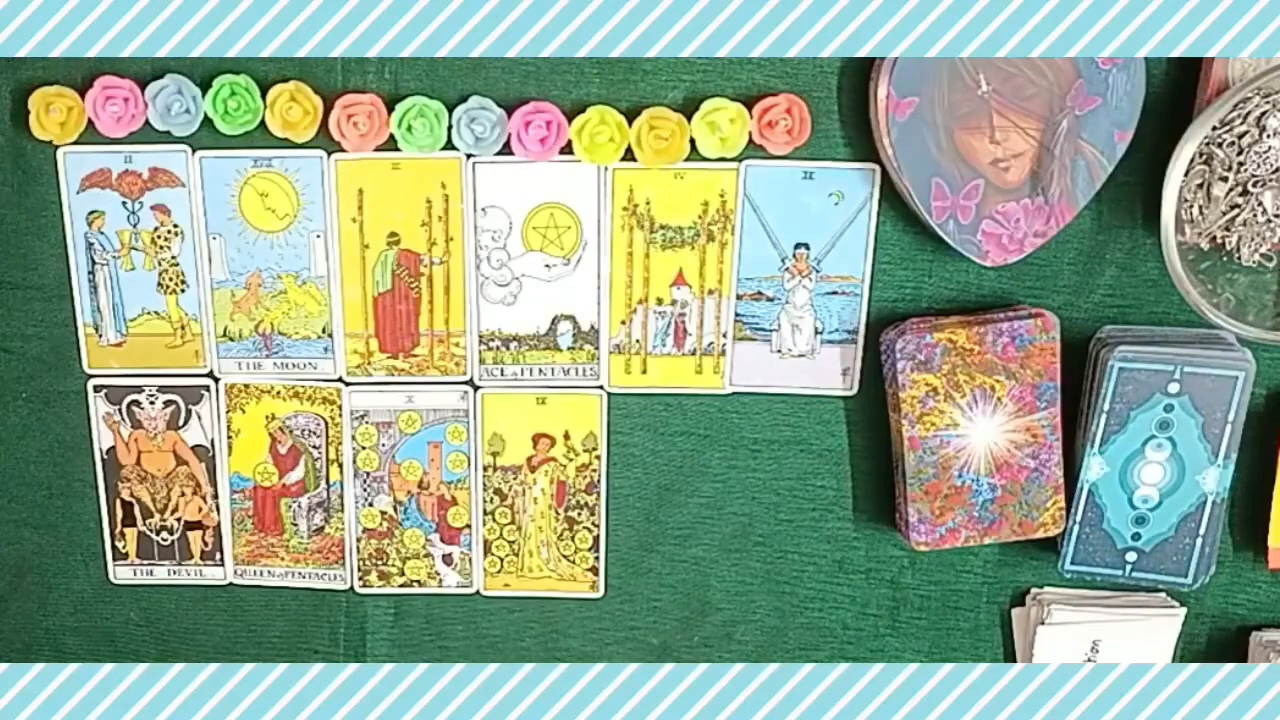 II
XVIII
III
IV
II
THE MOON.
ACE of PENTACLES.
X
IX
THE DEVIL.
QUEEN of PENTACLES.